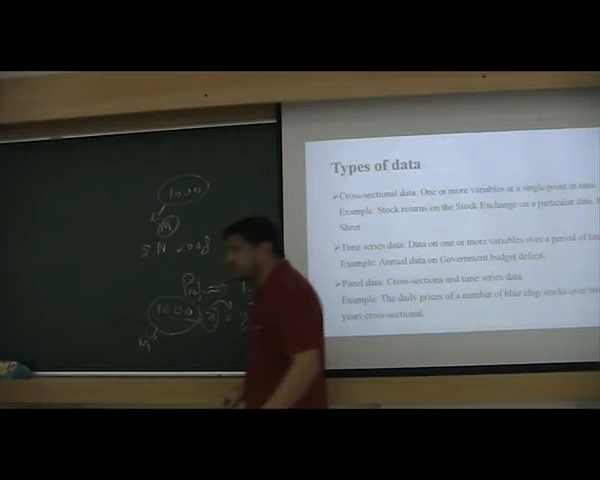 Types of data
➢Cross-sectional data: One or more variables at a single point in time.
Example: Stock returns on the Stock Exchange on a particular date,
Sheet
➢Time series data: Data on one or more variables over a period of
Example: Annual data on Government budget deficit.
➢Panel data: Cross-sections and time series data.
Example: The daily prices of a number of blue chip stocks over
years cross-sectional.
1000
M
1000